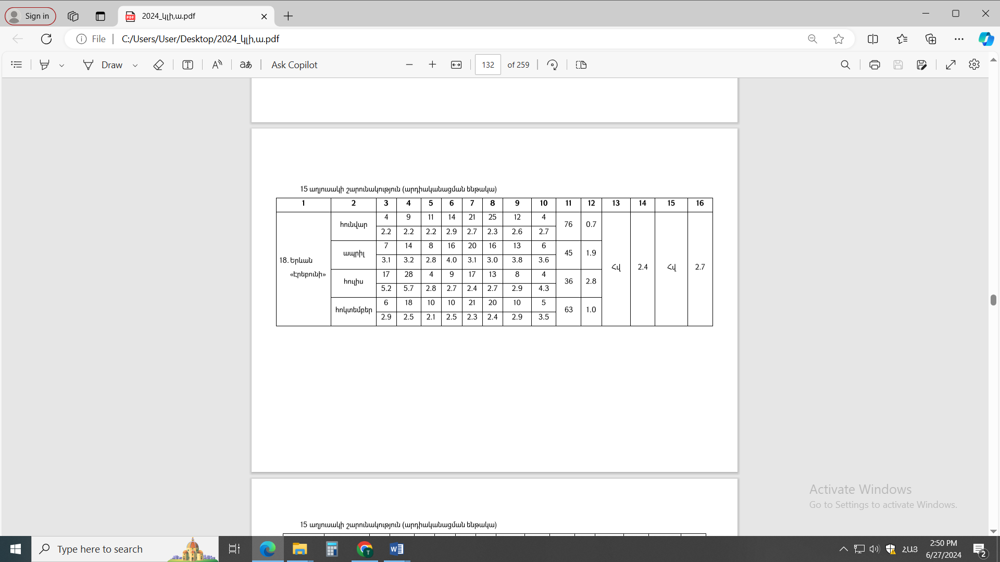 Sign in
2024_կլի,ա.pdf
File
C:/Users/User/Desktop/2024_կլի,ա.pdf
Draw
T
aあ
Ask Copilot
132 of 259
15 աղյուսակի շարունակություն (արդիականացման ենթակա)
1 2 3 4 5 6 7 8 9 10 11 12 13 14 15 16
18. Երևան «Էրեբունի»
հունվար 4 9 11 14 21 25 12 4 76 0.7
2.2 2.2 2.2 2.9 2.7 2.3 2.6 2.7
ապրիլ 7 14 8 16 20 16 13 6 45 1.9
3.1 3.2 2.8 4.0 3.1 3.0 3.8 3.6
Հվ 2.4 Հվ 2.7
հուլիս 17 28 4 9 17 13 8 4 36 2.8
5.2 5.7 2.8 2.7 2.4 2.7 2.9 4.3
հոկտեմբեր 6 18 10 10 21 20 10 5 63 1.0
2.9 2.5 2.1 2.5 2.3 2.4 2.9 3.5
15 աղյուսակի շարունակություն (արդիականացման ենթակա)
Activate Windows
Go to Settings to activate Windows.
Type here to search
ՀԱՅ
2:50 PM
6/27/2024
2